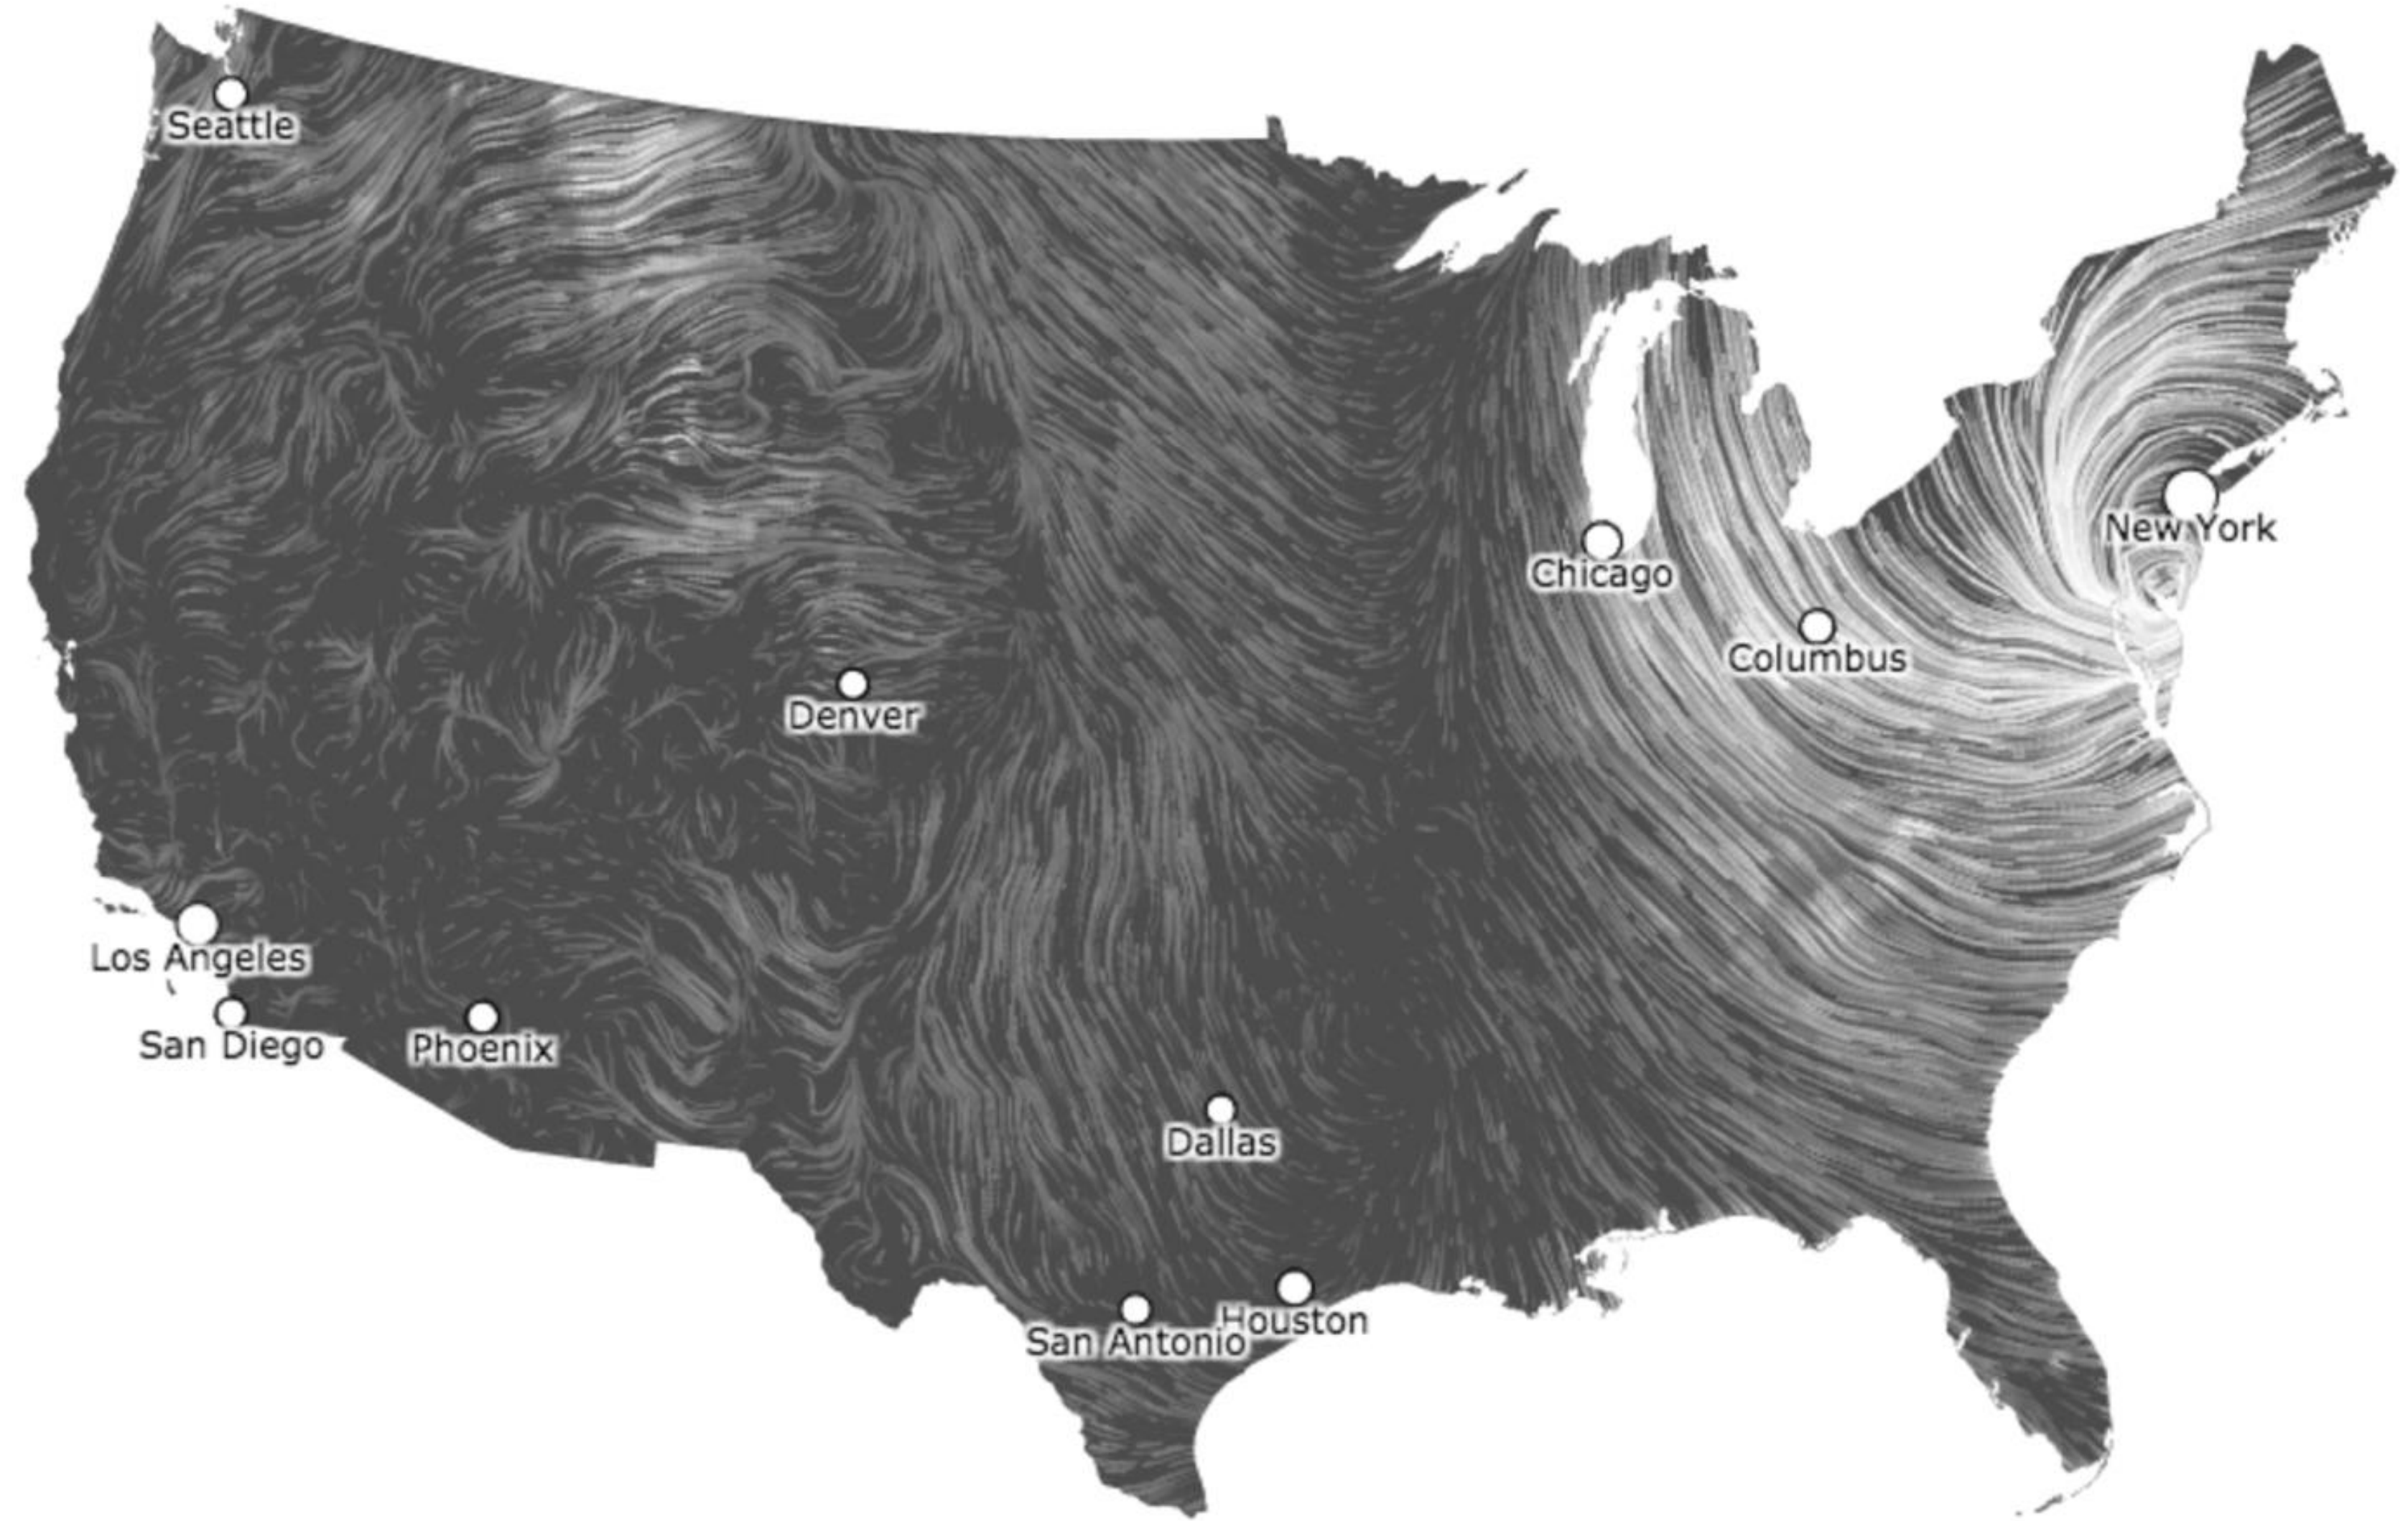 Seattle
New York
Chicago
Columbus
Denver
Los Angeles
San Diego
Phoenix
Dallas
Houston
San Antonio